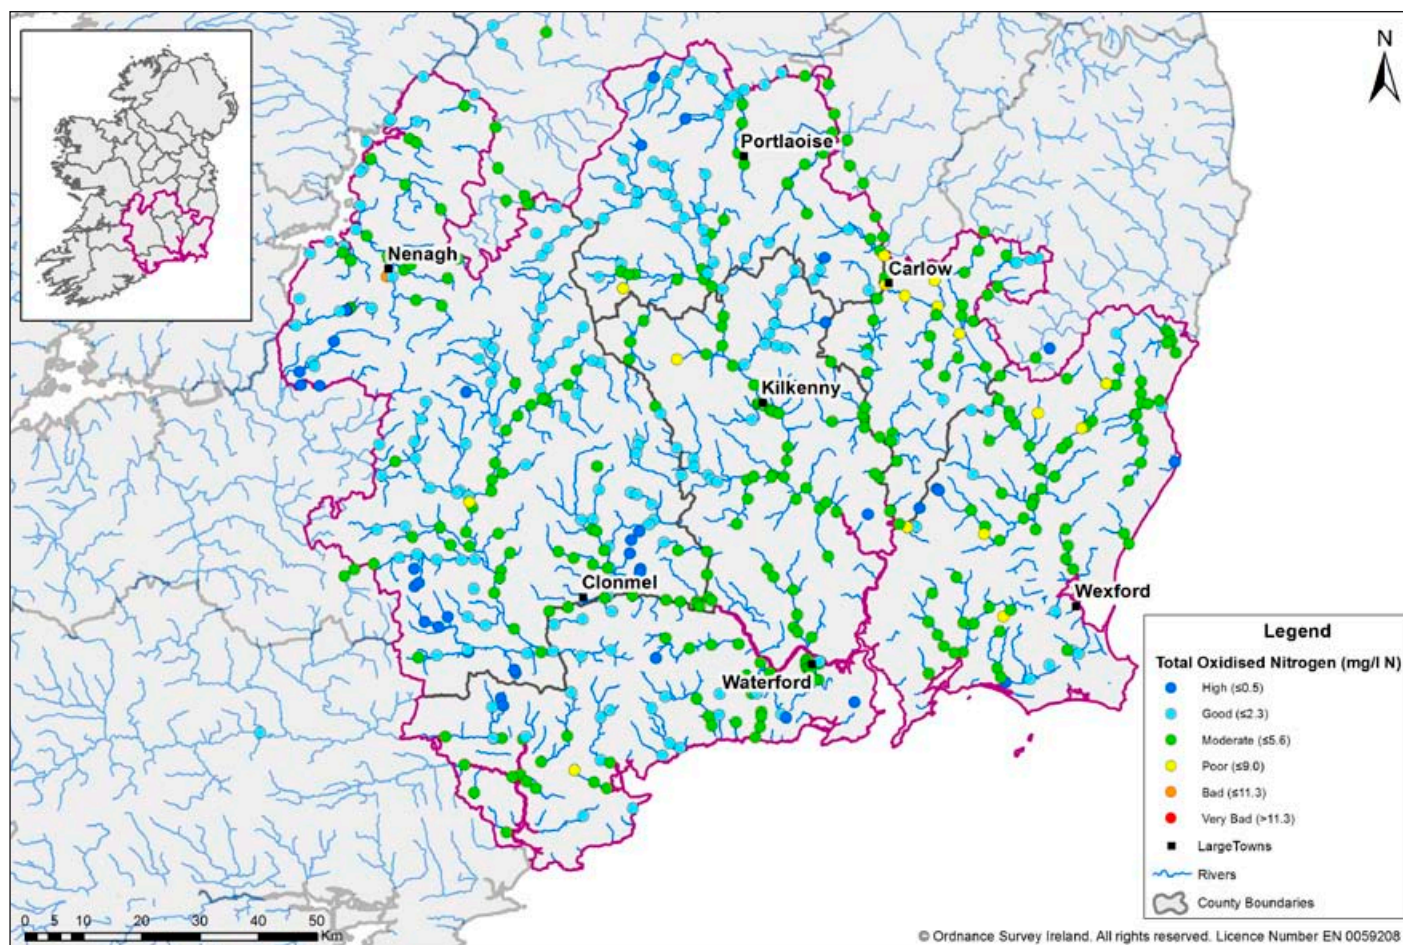 N
Portlaoise
Nenagh
Carlow
Kilkenny
Clonmel
Wexford
Waterford
Legend
Total Oxidised Nitrogen (mg/l N)
High (≤0.5)
Good (≤2.3)
Moderate (≤5.6)
Poor (≤9.0)
Bad (≤11.3)
Very Bad (>11.3)
LargeTowns
Rivers
County Boundaries
0 5 10 20 30 40 50
Km
© Ordnance Survey Ireland. All rights reserved. Licence Number EN 0059208